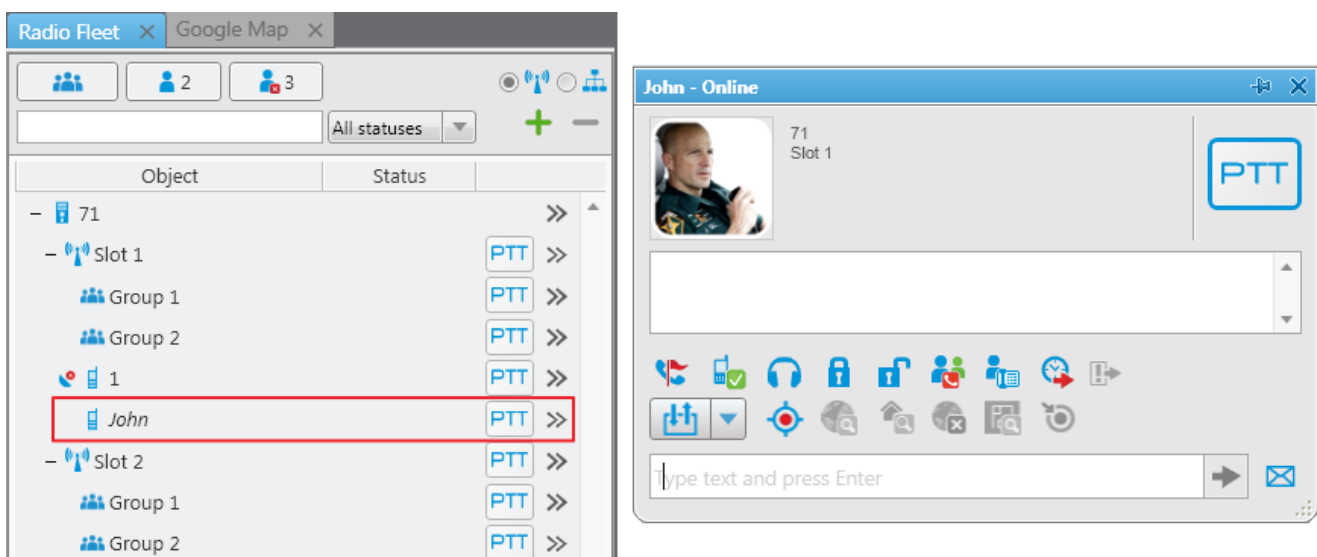 Radio Fleet
Google Map
2
3
All statuses
Object Status
71
Slot 1 PTT
Group 1 PTT
Group 2 PTT
1 PTT
John PTT
Slot 2 PTT
Group 1 PTT
Group 2 PTT
John - Online
71
Slot 1
PTT
Type text and press Enter